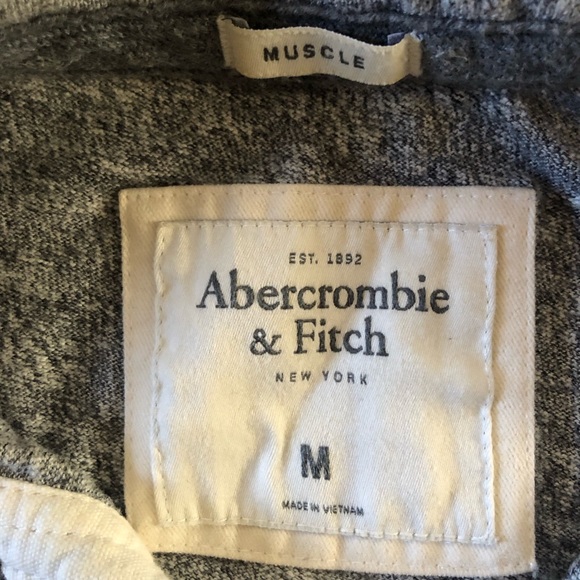 MUSCLE
EST. 1892
Abercrombie
& Fitch
NEW YORK
M
MADE IN VIETNAM